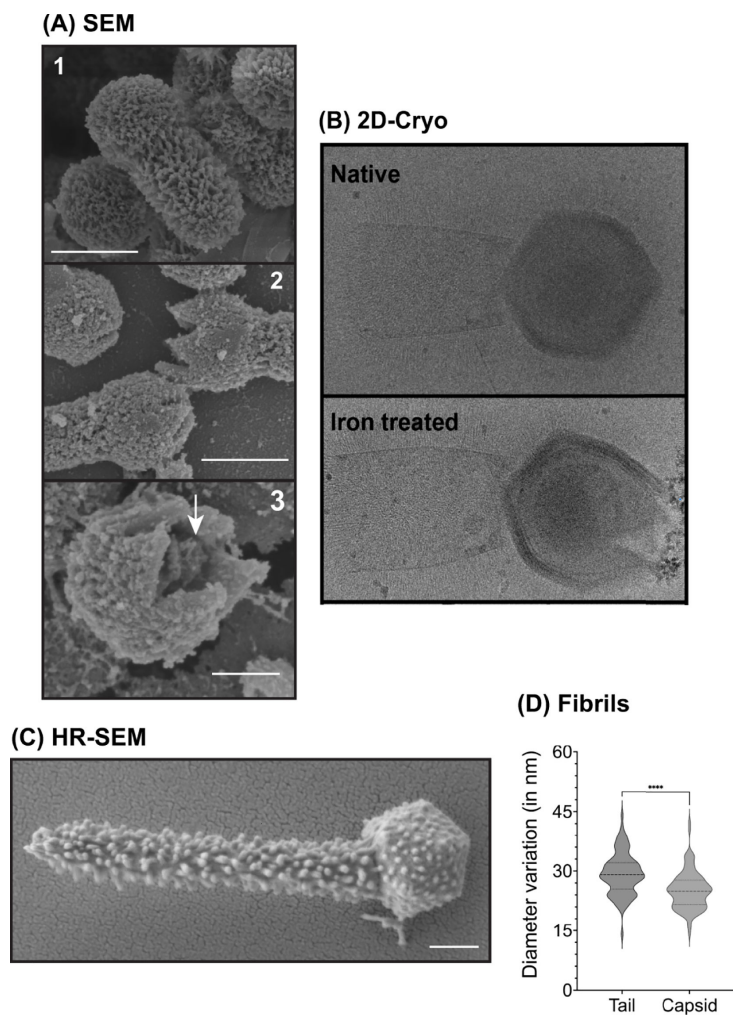 (A) SEM
1
2
3
(B) 2D-Cryo
Native
Iron treated
(C) HR-SEM
(D) Fibrils
Diameter variation (in nm)
60
45
30
15
0
****
Tail
Capsid